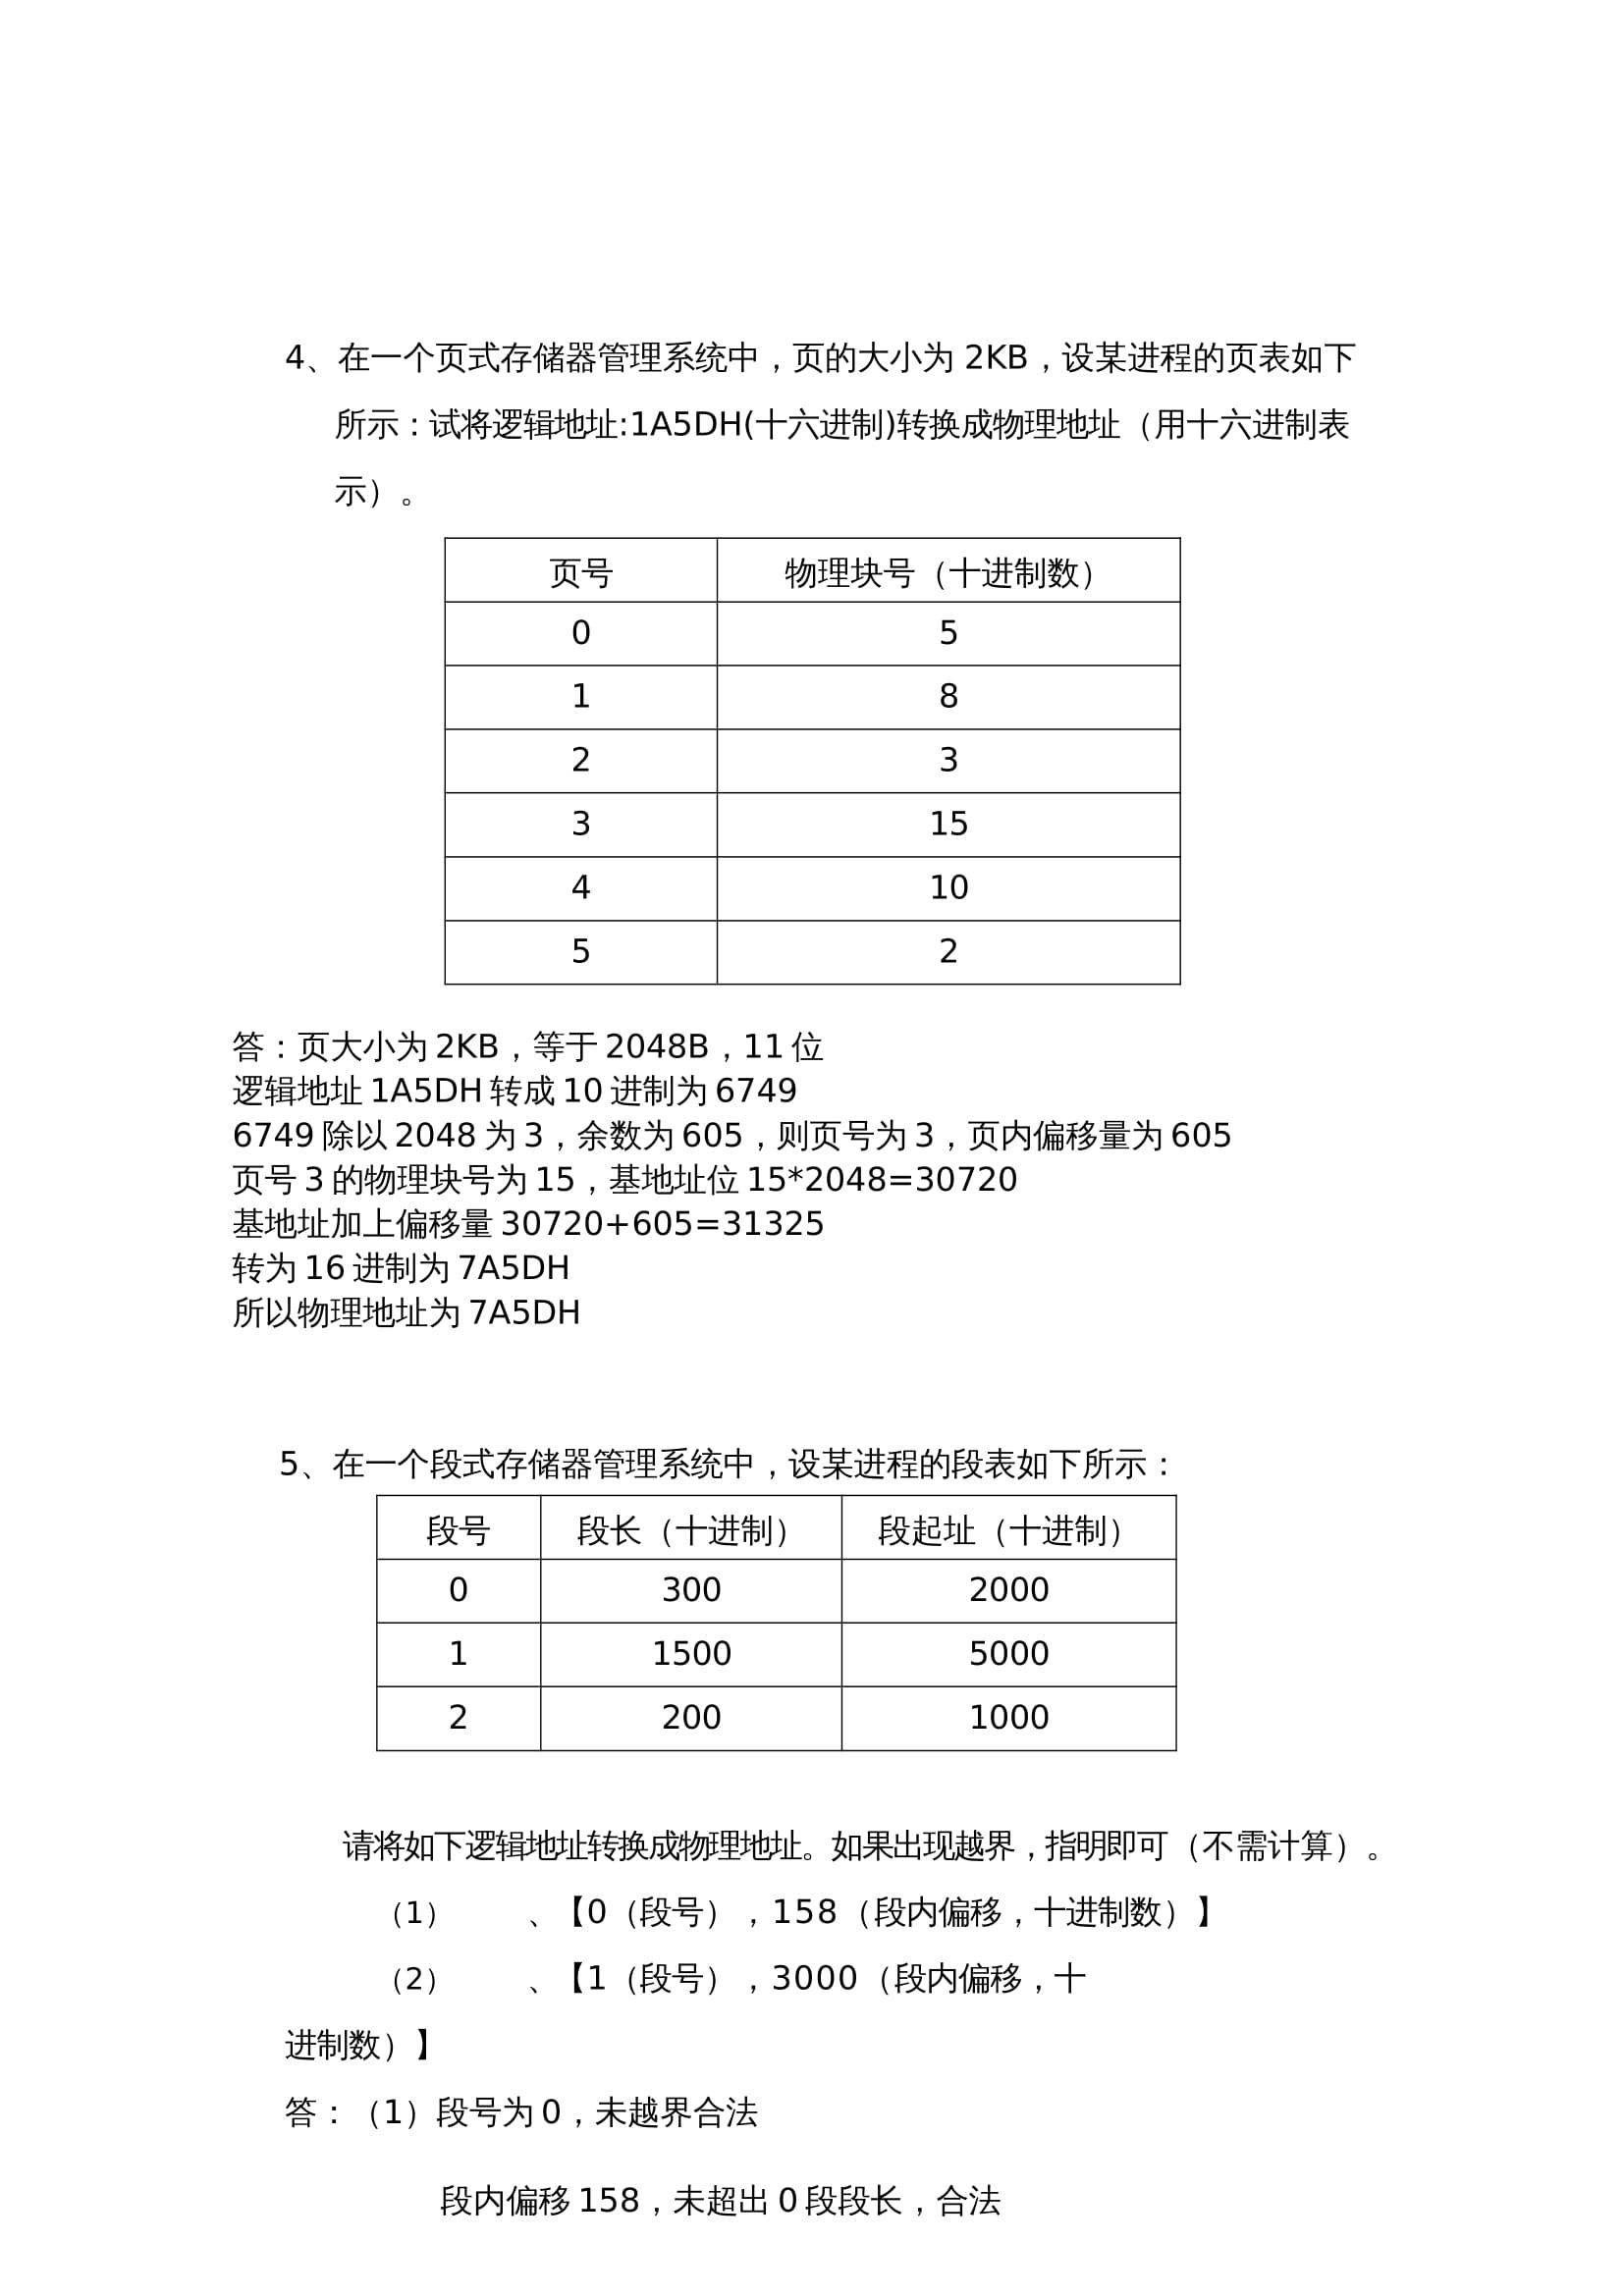 4、在一个页式存储器管理系统中，页的大小为 2KB，设某进程的页表如下
所示：试将逻辑地址:1A5DH(十六进制)转换成物理地址（用十六进制表
示）。
页号 物理块号（十进制数）
0 5
1 8
2 3
3 15
4 10
5 2
答：页大小为 2KB，等于 2048B，11 位
逻辑地址 1A5DH 转成 10 进制为 6749
6749 除以 2048 为 3，余数为 605，则页号为 3，页内偏移量为 605
页号 3 的物理块号为 15，基地址位 15*2048=30720
基地址加上偏移量 30720+605=31325
转为 16 进制为 7A5DH
所以物理地址为 7A5DH
5、在一个段式存储器管理系统中，设某进程的段表如下所示：
段号 段长（十进制） 段起址（十进制）
0 300 2000
1 1500 5000
2 200 1000
请将如下逻辑地址转换成物理地址。如果出现越界，指明即可（不需计算）。
（1） 、【0（段号），158（段内偏移，十进制数）】
（2） 、【1（段号），3000（段内偏移，十
进制数）】
答：（1）段号为 0，未越界合法
段内偏移 158，未超出 0 段段长，合法